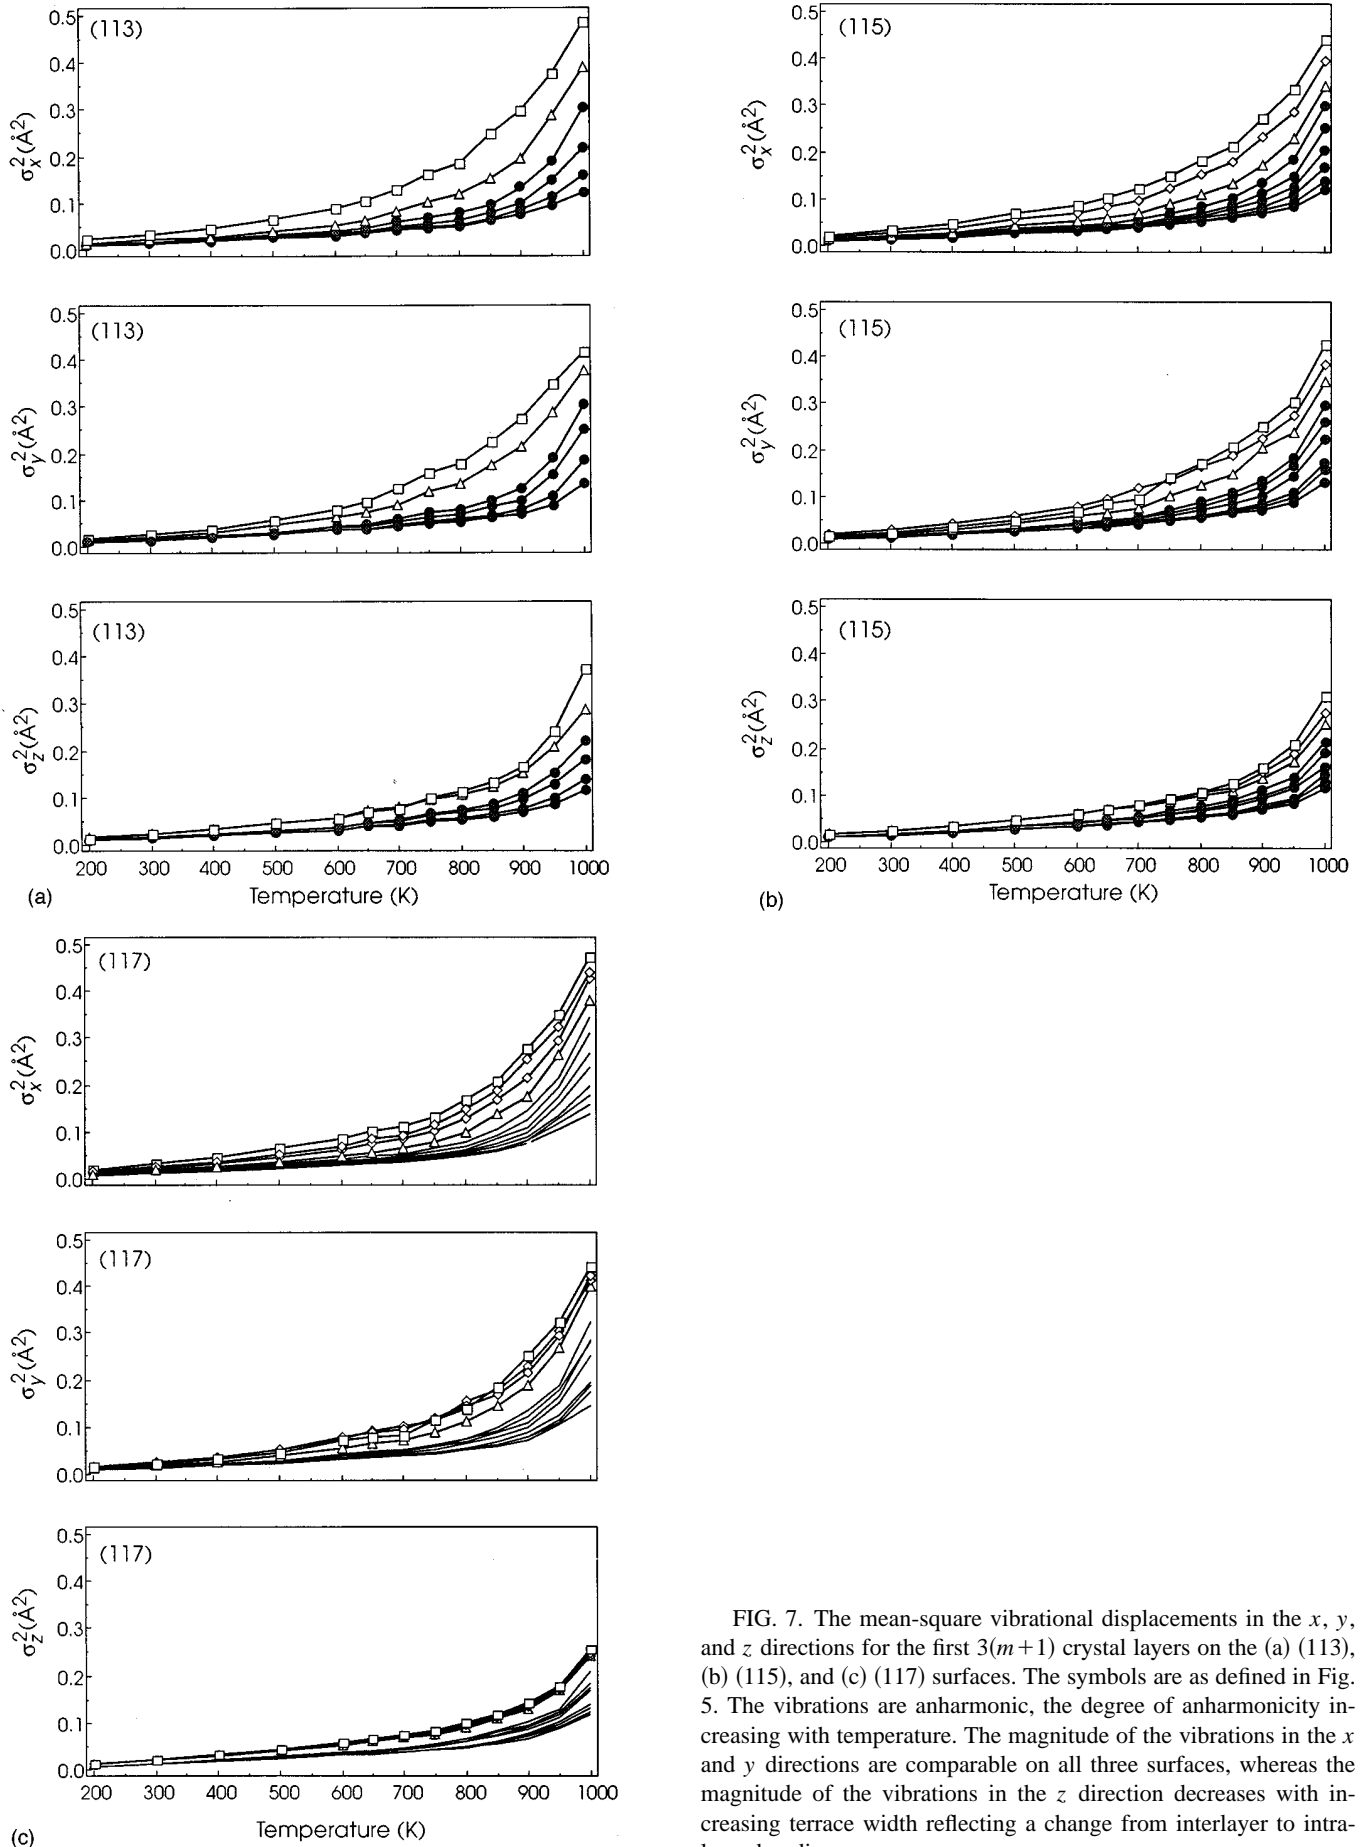 (113)
0.5
0.4
0.3
0.2
0.1
0.0
σx2(Å2)
(113)
0.5
0.4
0.3
0.2
0.1
0.0
σy2(Å2)
(113)
0.5
0.4
0.3
0.2
0.1
0.0
σz2(Å2)
200 300 400 500 600 700 800 900 1000
Temperature (K)
(a)
(115)
0.5
0.4
0.3
0.2
0.1
0.0
σx2(Å2)
(115)
0.5
0.4
0.3
0.2
0.1
0.0
σy2(Å2)
(115)
0.5
0.4
0.3
0.2
0.1
0.0
σz2(Å2)
200 300 400 500 600 700 800 900 1000
Temperature (K)
(b)
(117)
0.5
0.4
0.3
0.2
0.1
0.0
σx2(Å2)
(117)
0.5
0.4
0.3
0.2
0.1
0.0
σy2(Å2)
(117)
0.5
0.4
0.3
0.2
0.1
0.0
σz2(Å2)
200 300 400 500 600 700 800 900 1000
Temperature (K)
(c)
FIG. 7. The mean-square vibrational displacements in the x, y,
and z directions for the first 3(m+1) crystal layers on the (a) (113),
(b) (115), and (c) (117) surfaces. The symbols are as defined in Fig.
5. The vibrations are anharmonic, the degree of anharmonicity in-
creasing with temperature. The magnitude of the vibrations in the x
and y directions are comparable on all three surfaces, whereas the
magnitude of the vibrations in the z direction decreases with in-
creasing terrace width reflecting a change from interlayer to intra-